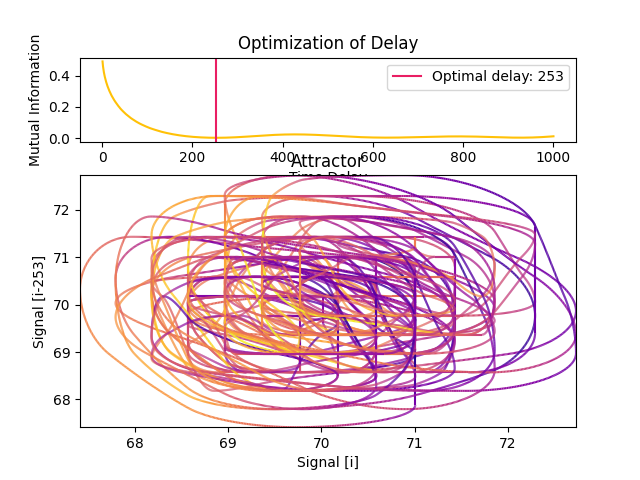 Optimization of Delay
Mutual Information
0.4
0.2
0.0
Optimal delay: 253
0 200 400 600 800 1000
Time Delay
Attractor
Signal [i-253]
72
71
70
69
68
68 69 70 71 72
Signal [i]